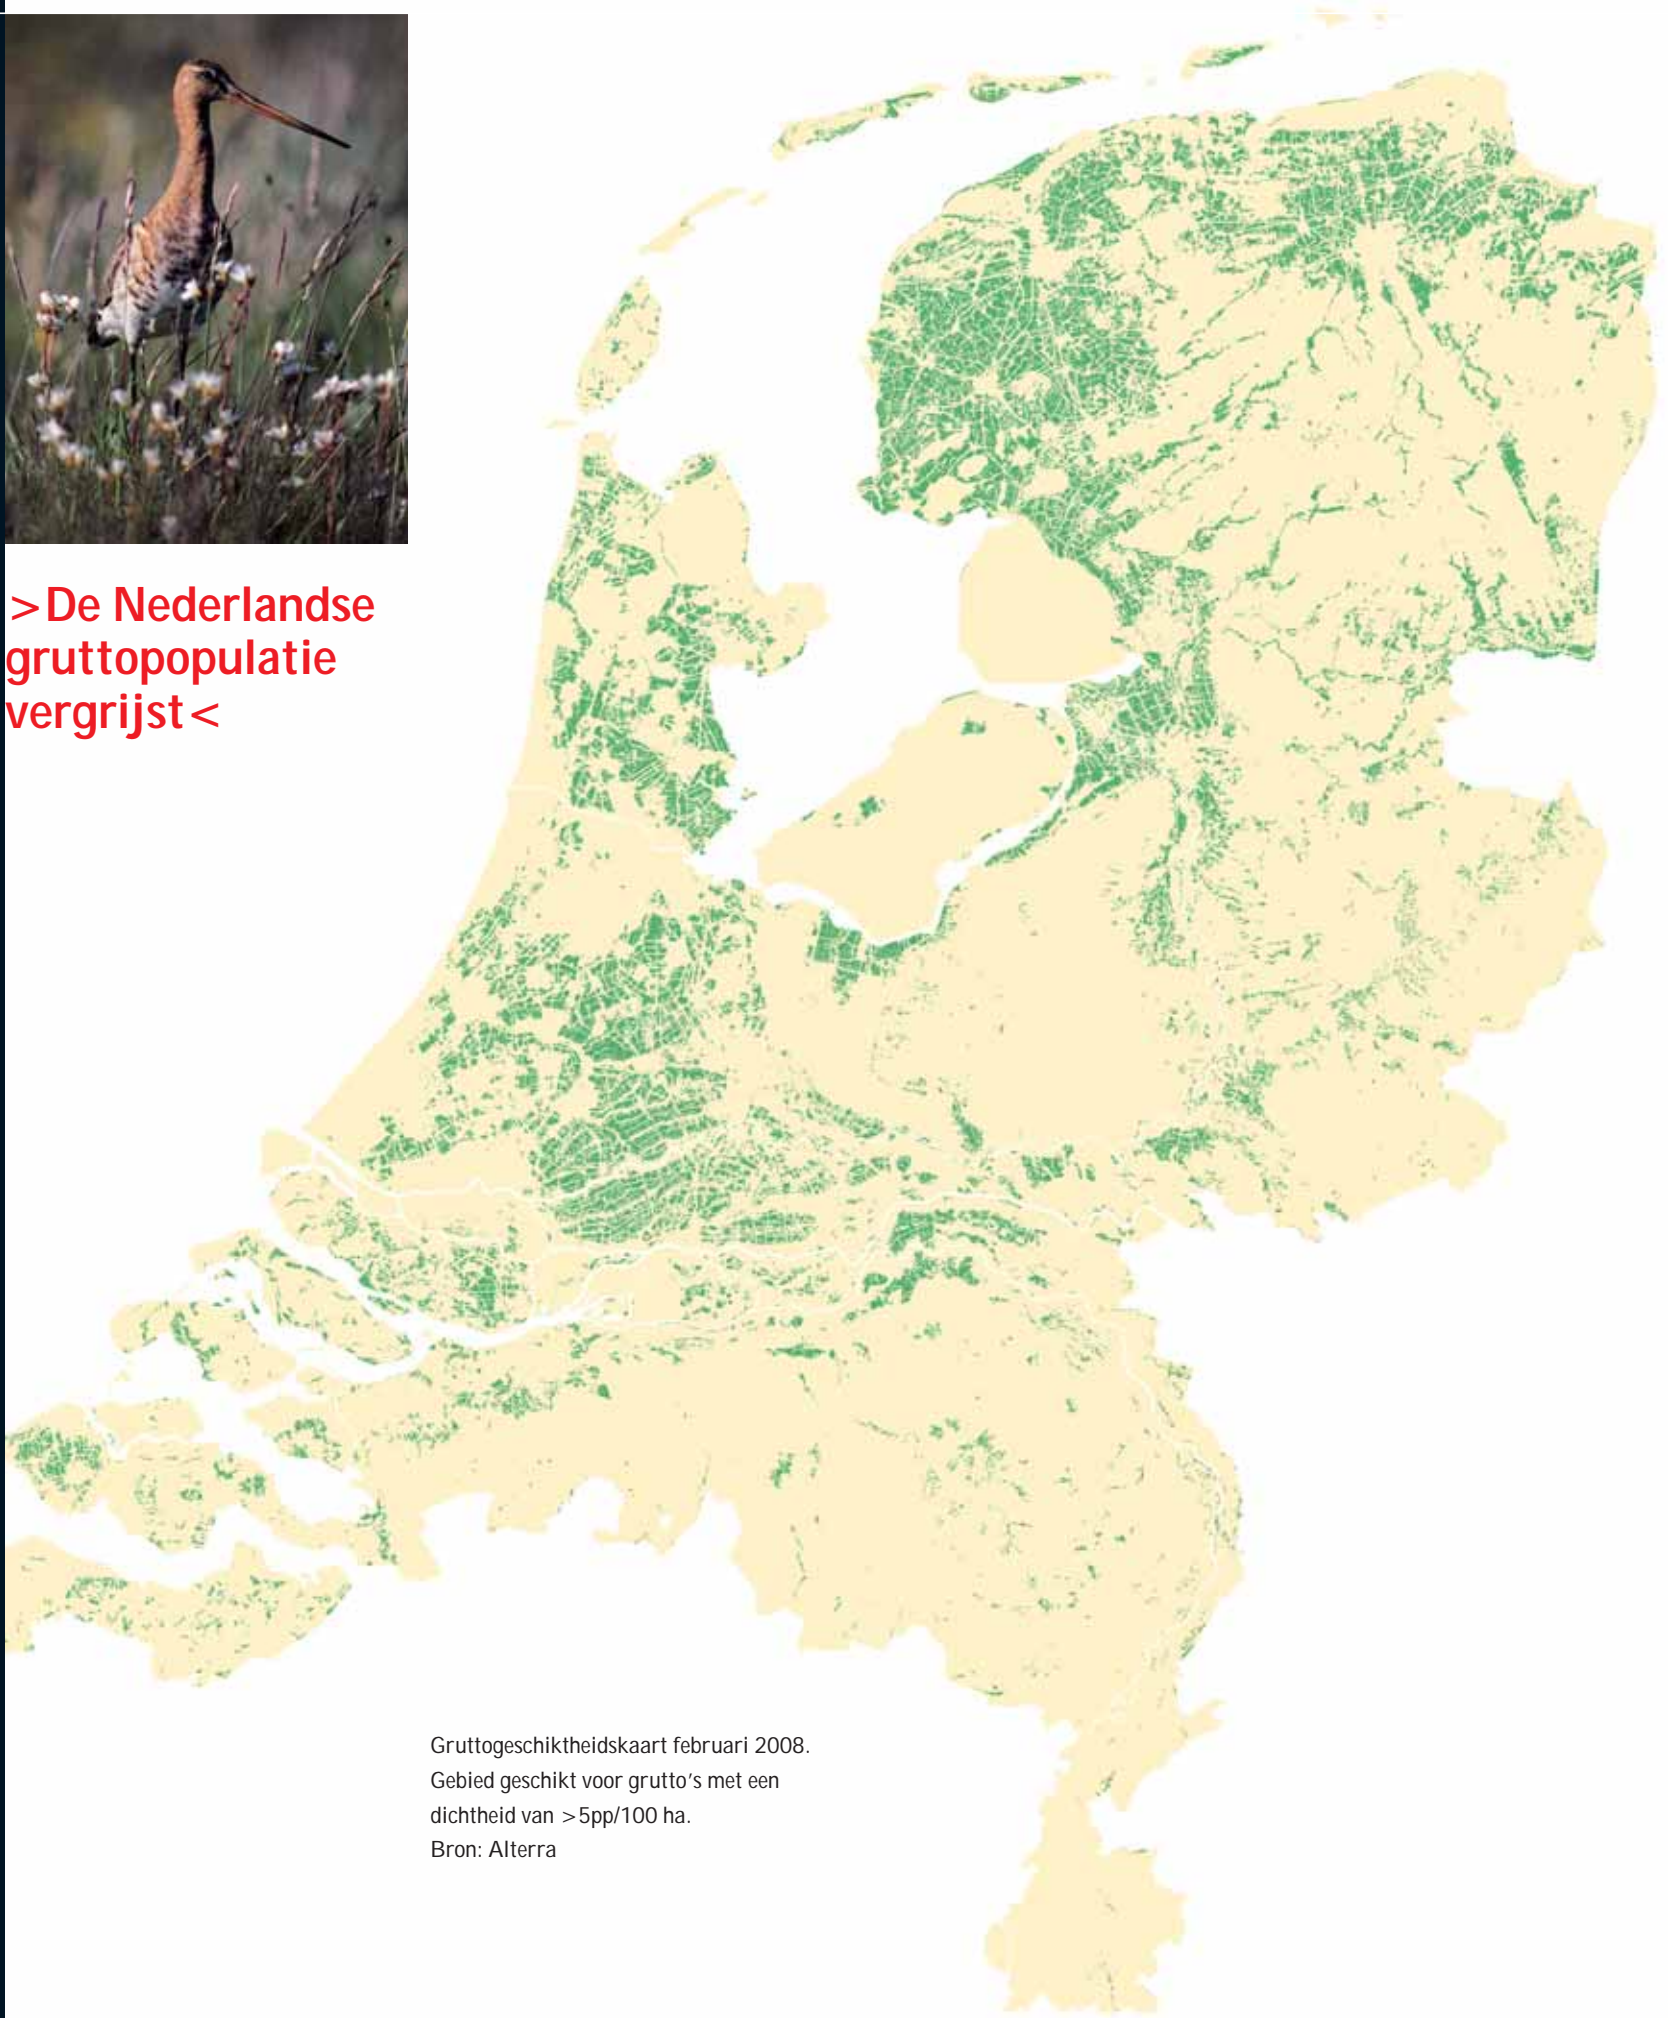 >De Nederlandse
gruttopopulatie
vergrijst<
Gruttogeschiktheidskaart februari 2008.
Gebied geschikt voor grutto's met een
dichtheid van >5pp/100 ha.
Bron: Alterra